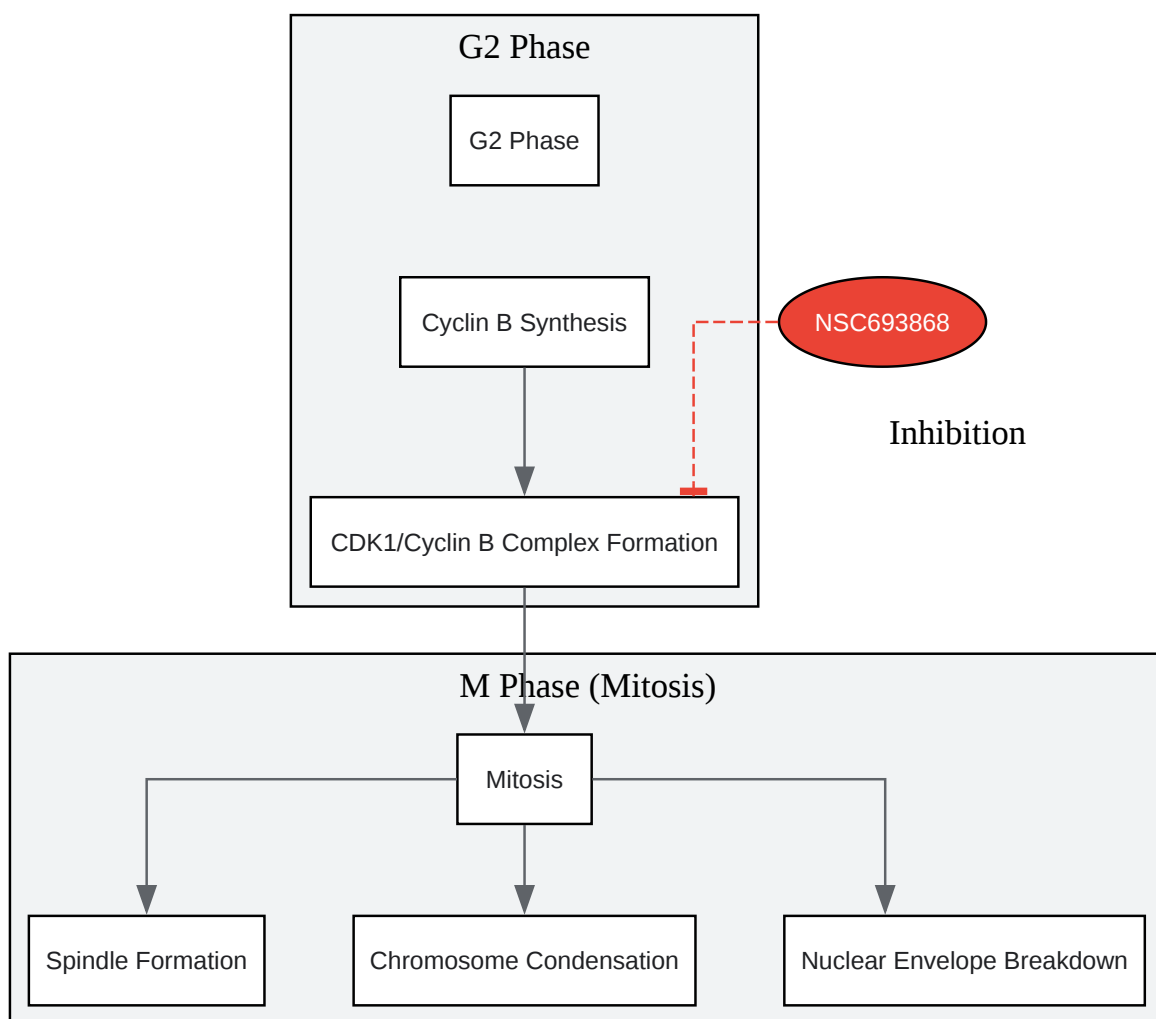 G2 Phase
G2 Phase
Cyclin B Synthesis
NSC693868
Inhibition
CDK1/Cyclin B Complex Formation
M Phase (Mitosis)
Mitosis
Spindle Formation
Chromosome Condensation
Nuclear Envelope Breakdown